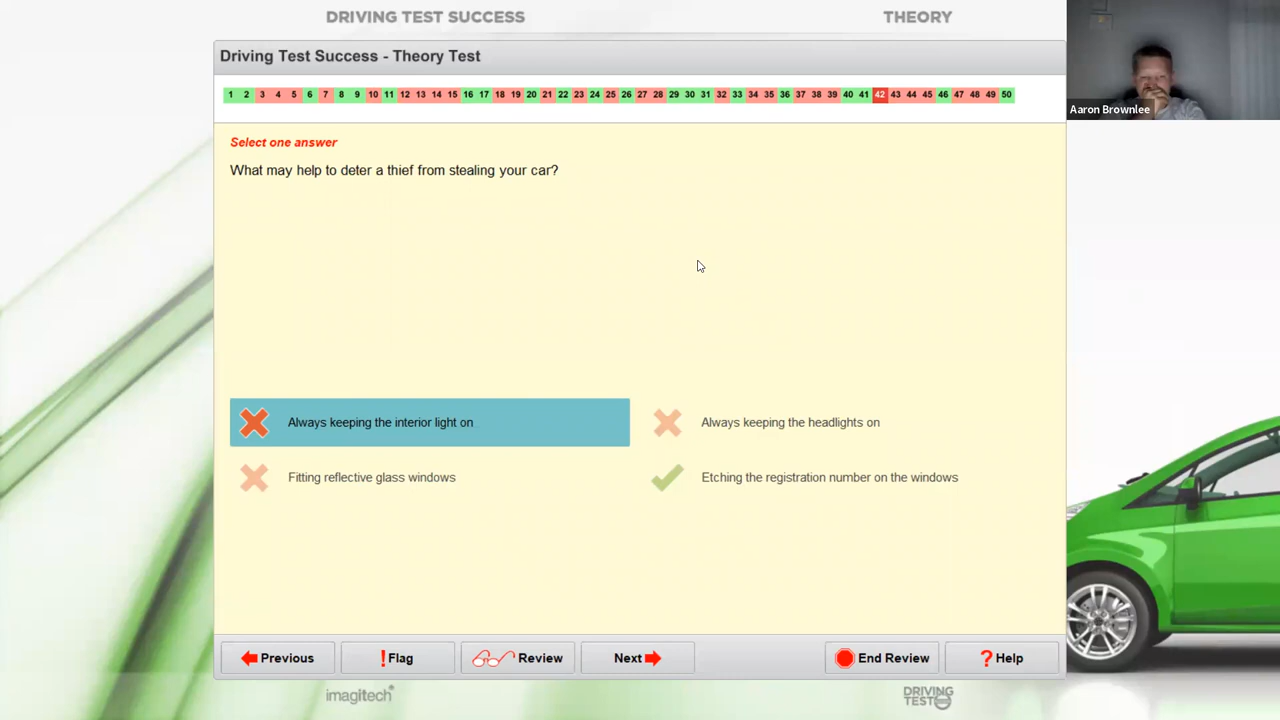 DRIVING TEST SUCCESS THEORY
Driving Test Success - Theory Test
1 2 3 4 5 6 7 8 9 10 11 12 13 14 15 16 17 18 19 20 21 22 23 24 25 26 27 28 29 30 31 32 33 34 35 36 37 38 39 40 41 42 43 44 45 46 47 48 49 50
Aaron Brownlee
Select one answer
What may help to deter a thief from stealing your car?
Always keeping the interior light on
Always keeping the headlights on
Fitting reflective glass windows
Etching the registration number on the windows
Previous
!Flag
Review
Next
End Review
?Help
imagitech
DRIVING
TEST